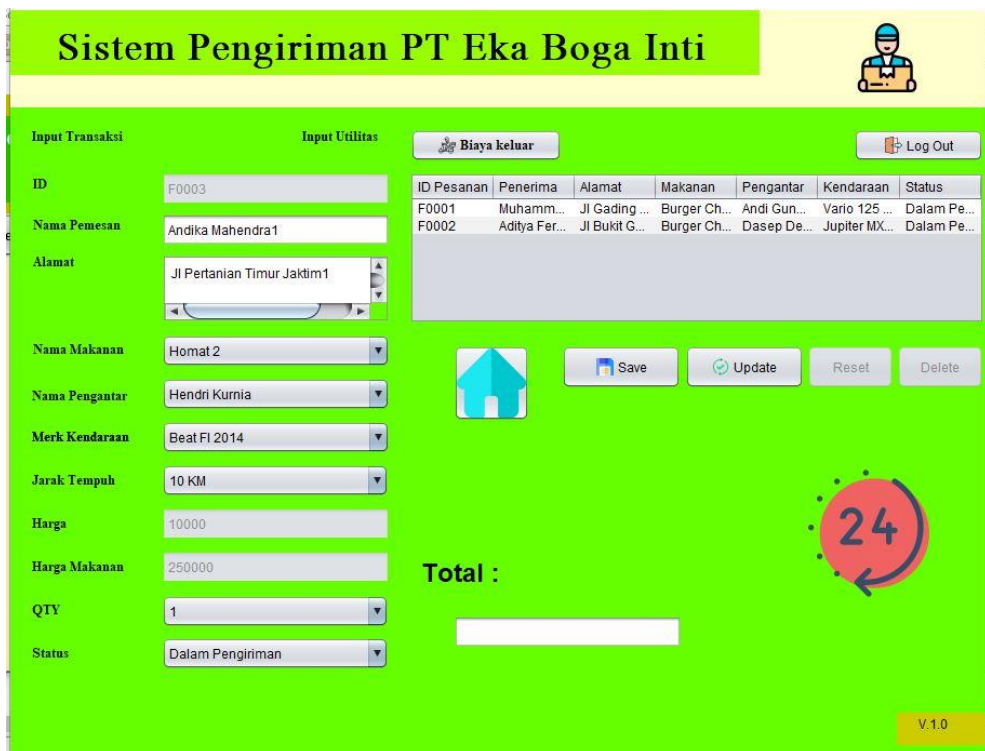 Sistem Pengiriman PT Eka Boga Inti
Input Transaksi
Input Utilitas
Biaya keluar
Log Out
ID
F0003
Nama Pemesan
Andika Mahendra1
Alamat
Jl Pertanian Timur Jaktim1
Nama Makanan
Homat 2
Nama Pengantar
Hendri Kurnia
Merk Kendaraan
Beat FI 2014
Jarak Tempuh
10 KM
Harga
10000
Harga Makanan
250000
QTY
1
Status
Dalam Pengiriman
ID Pesanan Penerima Alamat Makanan Pengantar Kendaraan Status
F0001 Muhamm... Jl Gading ... Burger Ch... Andi Gun... Vario 125 ... Dalam Pe...
F0002 Aditya Fer... Jl Bukit G... Burger Ch... Dasep De... Jupiter MX... Dalam Pe...
Save
Update
Reset
Delete
24
Total :
V.1.0